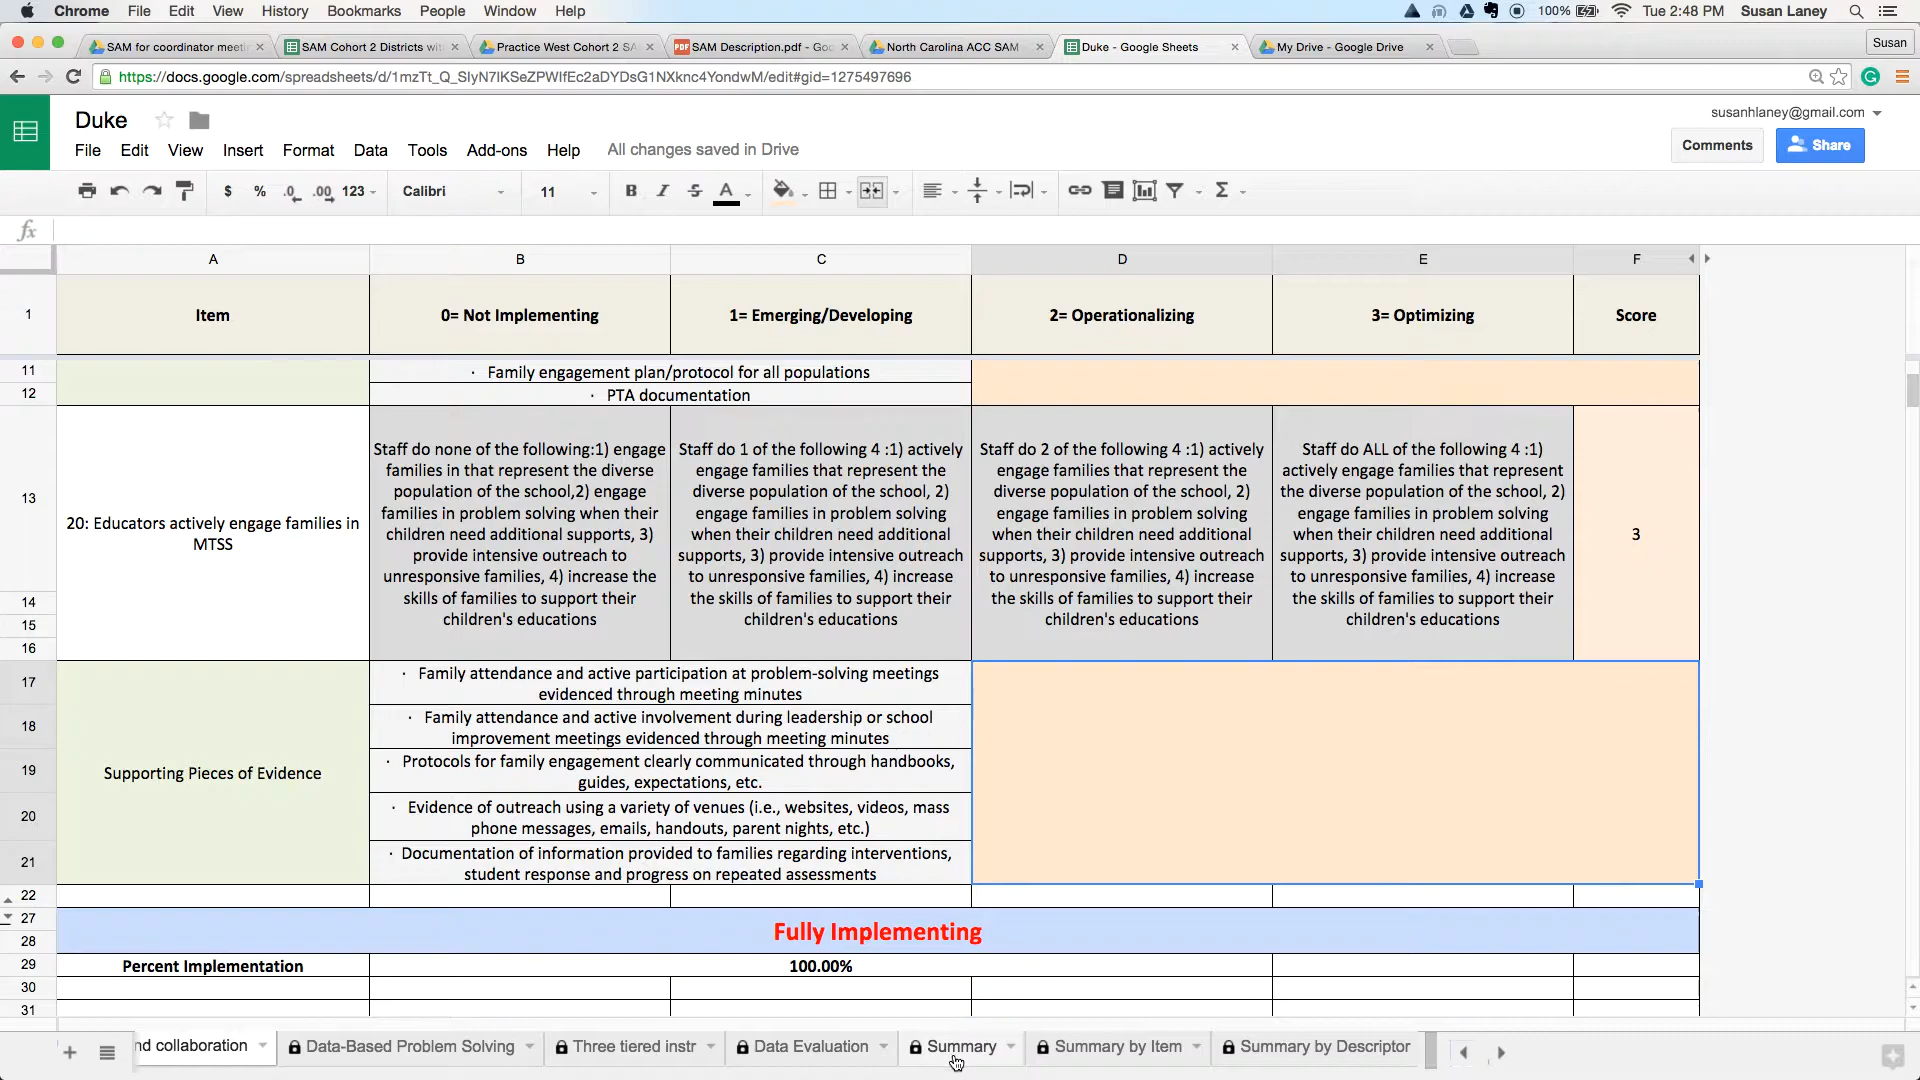 Chrome File Edit View History Bookmarks People Window Help 100% Tue 2:48 PM Susan Laney
SAM for coordinator meeti SAM Cohort 2 Districts wit Practice West Cohort 2 SA PDF SAM Description.pdf - Goo North Carolina ACC SAM Duke - Google Sheets My Drive - Google Drive Susan
https://docs.google.com/spreadsheets/d/1mzTt_Q_SIyN7IKSeZPWIfEc2aDYDsG1NXknc4YondwM/edit#gid=1275497696
Duke susanhlaney@gmail.com
File Edit View Insert Format Data Tools Add-ons Help All changes saved in Drive Comments Share
$ % .0 .00 123 Calibri 11 B I S A Σ
fx
A B C D E F
1 Item 0= Not Implementing 1= Emerging/Developing 2= Operationalizing 3= Optimizing Score
11 · Family engagement plan/protocol for all populations
12 · PTA documentation
13
14
15
16
20: Educators actively engage families in
MTSS
Staff do none of the following:1) engage
families in that represent the diverse
population of the school,2) engage
families in problem solving when their
children need additional supports, 3)
provide intensive outreach to
unresponsive families, 4) increase the
skills of families to support their
children's educations
Staff do 1 of the following 4 :1) actively
engage families that represent the
diverse population of the school, 2)
engage families in problem solving
when their children need additional
supports, 3) provide intensive outreach
to unresponsive families, 4) increase
the skills of families to support their
children's educations
Staff do 2 of the following 4 :1) actively
engage families that represent the
diverse population of the school, 2)
engage families in problem solving
when their children need additional
supports, 3) provide intensive outreach
to unresponsive families, 4) increase
the skills of families to support their
children's educations
Staff do ALL of the following 4 :1)
actively engage families that represent
the diverse population of the school, 2)
engage families in problem solving
when their children need additional
supports, 3) provide intensive outreach
to unresponsive families, 4) increase
the skills of families to support their
children's educations
3
Supporting Pieces of Evidence
17 · Family attendance and active participation at problem-solving meetings
evidenced through meeting minutes
18 · Family attendance and active involvement during leadership or school
improvement meetings evidenced through meeting minutes
19 · Protocols for family engagement clearly communicated through handbooks,
guides, expectations, etc.
20 · Evidence of outreach using a variety of venues (i.e., websites, videos, mass
phone messages, emails, handouts, parent nights, etc.)
21 · Documentation of information provided to families regarding interventions,
student response and progress on repeated assessments
22
27
28
Fully Implementing
29 Percent Implementation 100.00%
30
31
nd collaboration Data-Based Problem Solving Three tiered instr Data Evaluation Summary Summary by Item Summary by Descriptor